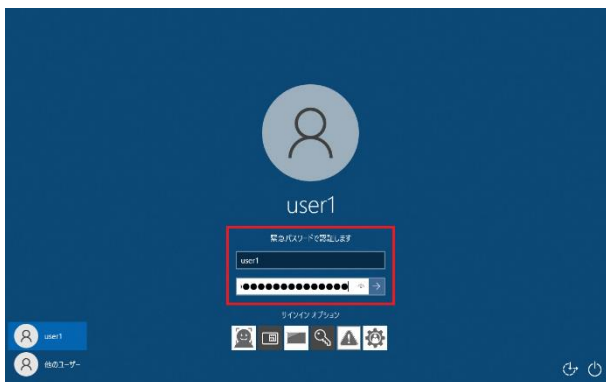 user1
緊急パスワードで認証します
user1
サインイン オプション
user1
他のユーザー